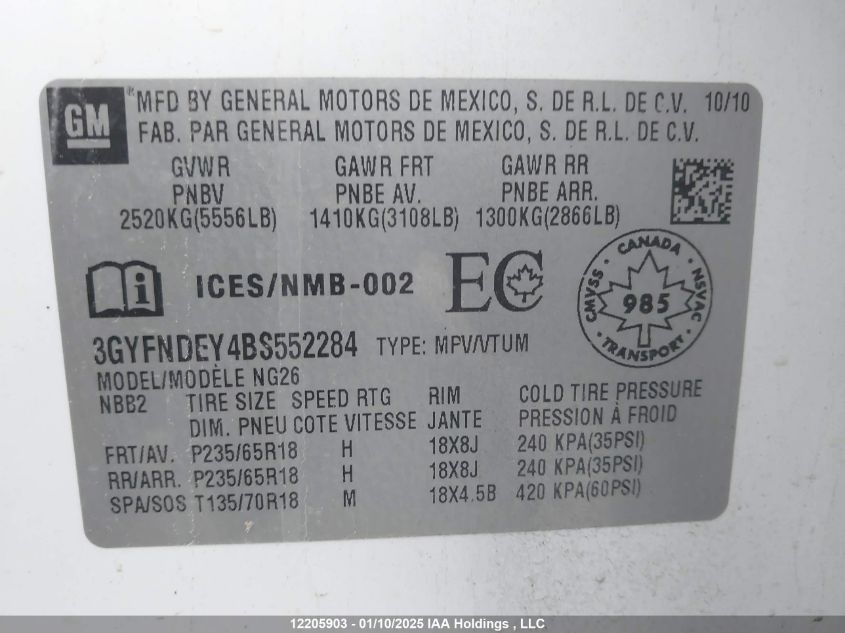 GM
® MFD BY GENERAL MOTORS DE MEXICO, S. DE R.L. DE C.V. 10/10
FAB. PAR GENERAL MOTORS DE MEXICO, S. DE R.L. DE C.V.
GVWR GAWR FRT GAWR RR
PNBV PNBE AV. PNBE ARR.
2520KG(5556LB) 1410KG(3108LB) 1300KG(2866LB)
i ICES/NMB-002 EC
CANADA
CMVSS 985 NSVAC
TRANSPORT
3GYFNDEY4BS552284 TYPE: MPV/VTUM
MODEL/MODÈLE NG26
NBB2 TIRE SIZE SPEED RTG RIM COLD TIRE PRESSURE
DIM. PNEU COTE VITESSE JANTE PRESSION À FROID
FRT/AV. P235/65R18 H 18X8J 240 KPA(35PSI)
RR/ARR. P235/65R18 H 18X8J 240 KPA(35PSI)
SPA/SOS T135/70R18 M 18X4.5B 420 KPA(60PSI)
12205903 - 01/10/2025 IAA Holdings , LLC